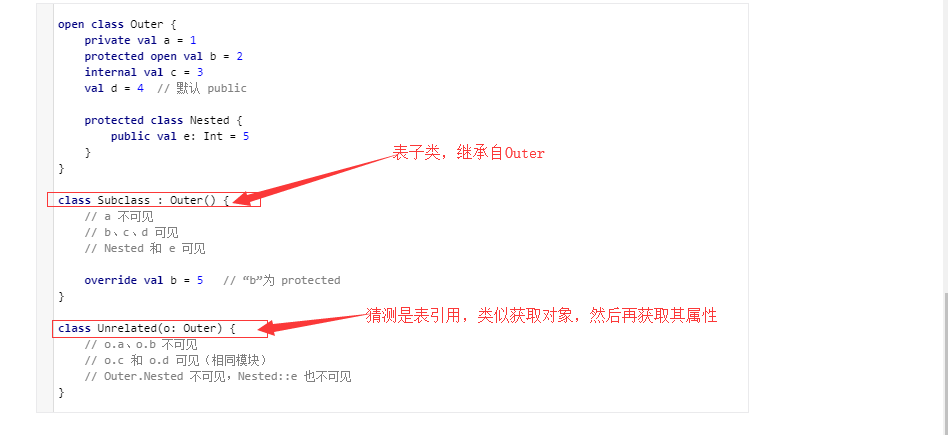 open class Outer {
private val a = 1
protected open val b = 2
internal val c = 3
val d = 4  // 默认 public
protected class Nested {
public val e: Int = 5
}
}
表子类，继承自Outer
class Subclass : Outer() {
// a 不可见
// b、c、d 可见
// Nested 和 e 可见
override val b = 5   // “b”为 protected
}
猜测是表引用，类似获取对象，然后再获取其属性
class Unrelated(o: Outer) {
// o.a、o.b 不可见
// o.c 和 o.d 可见（相同模块）
// Outer.Nested 不可见，Nested::e 也不可见
}